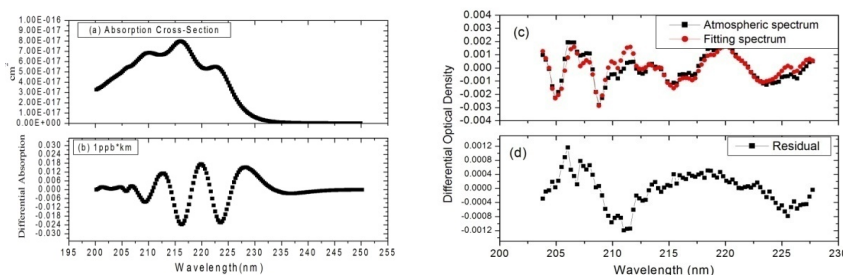 (a) Absorption Cross-Section
1.00E-016
9.00E-017
8.00E-017
7.00E-017
6.00E-017
5.00E-017
4.00E-017
3.00E-017
2.00E-017
1.00E-017
0.00E+000
cm²
(b) 1ppb*km
0.030
0.024
0.018
0.012
0.006
0.000
-0.006
-0.012
-0.018
-0.024
-0.030
Differential Absorption
195 200 205 210 215 220 225 230 235 240 245 250 255
Wavelength(nm)
(c)
Atmospheric spectrum
Fitting spectrum
0.004
0.003
0.002
0.001
0.000
-0.001
-0.002
-0.003
-0.004
Differential Optical Density
(d)
Residual
0.0012
0.0008
0.0004
0.0000
-0.0004
-0.0008
-0.0012
200 205 210 215 220 225 230
Wavelength (nm)